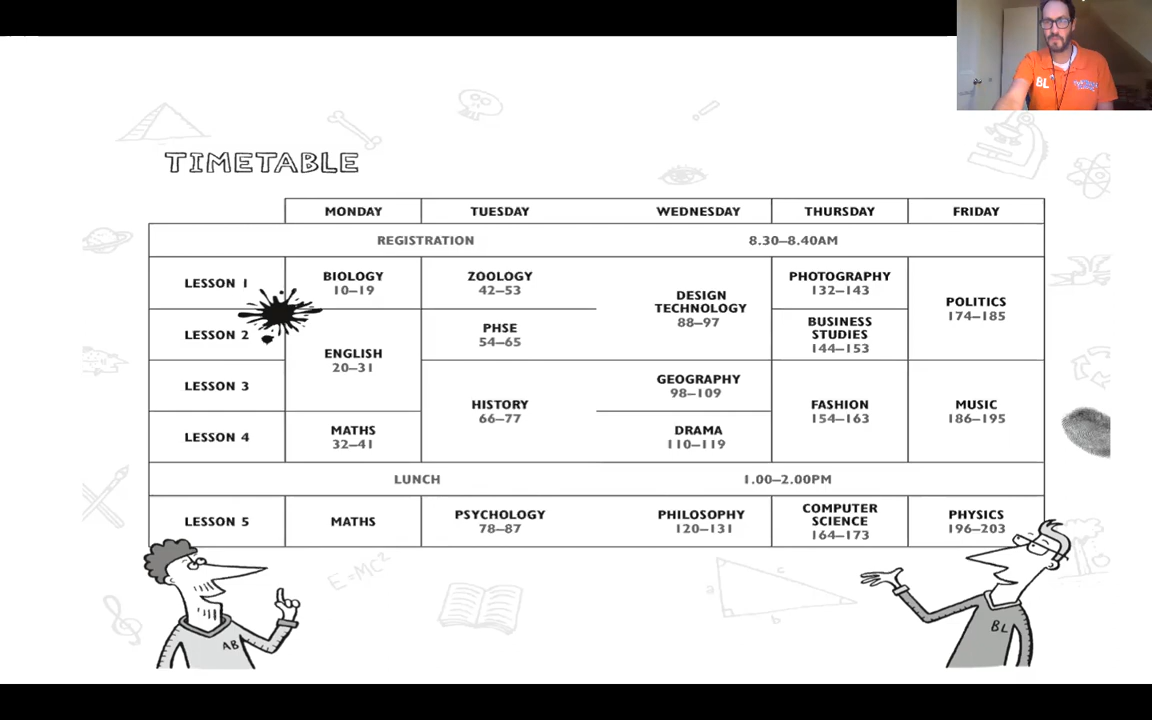 BL
TIMETABLE
MONDAY TUESDAY WEDNESDAY THURSDAY FRIDAY
REGISTRATION 8.30–8.40AM
LESSON 1
BIOLOGY
10–19
ZOOLOGY
42–53
DESIGN
TECHNOLOGY
88–97
PHOTOGRAPHY
132–143
POLITICS
174–185
LESSON 2
ENGLISH
20–31
PHSE
54–65
BUSINESS
STUDIES
144–153
LESSON 3
HISTORY
66–77
GEOGRAPHY
98–109
FASHION
154–163
MUSIC
186–195
LESSON 4
MATHS
32–41
DRAMA
110–119
LUNCH 1.00–2.00PM
LESSON 5
MATHS
PSYCHOLOGY
78–87
PHILOSOPHY
120–131
COMPUTER
SCIENCE
164–173
PHYSICS
196–203
E=MC²
a
c
b
AB
BL